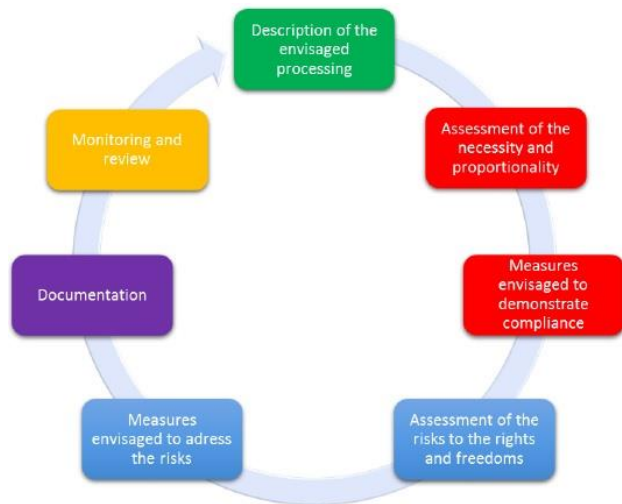 Description of the
envisaged
processing
Assessment of the
necessity and
proportionality
Measures
envisaged to
demonstrate
compliance
Assessment of the
risks to the rights
and freedoms
Measures
envisaged to adress
the risks
Documentation
Monitoring and
review